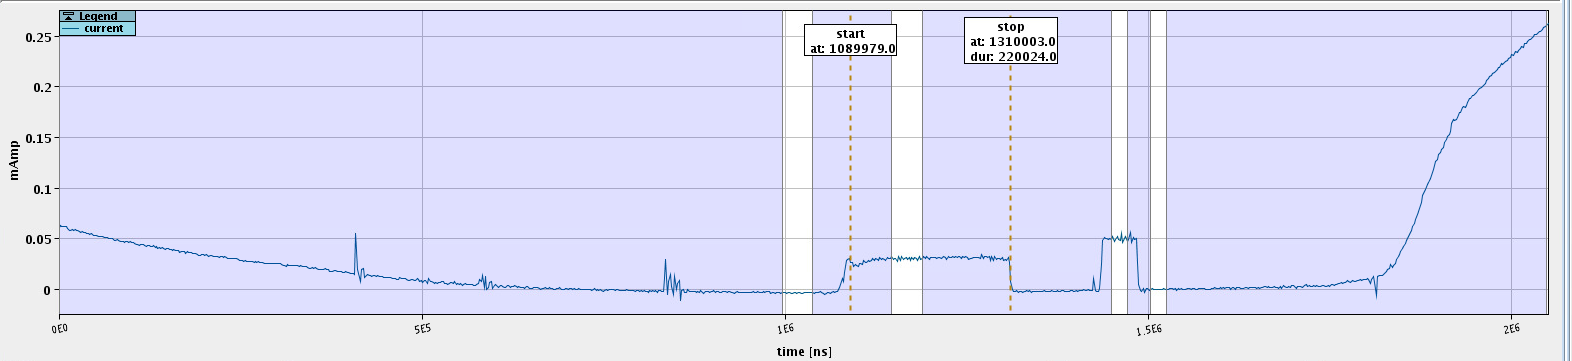 Legend
current
0.25
0.2
0.15
0.1
0.05
0
mAmp
start
at: 1089979.0
stop
at: 1310003.0
dur: 220024.0
0E0
5E5
1E6
1.5E6
2E6
time [ns]